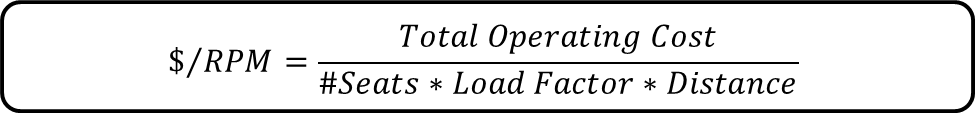 $/RPM = Total Operating Cost
#Seats * Load Factor * Distance